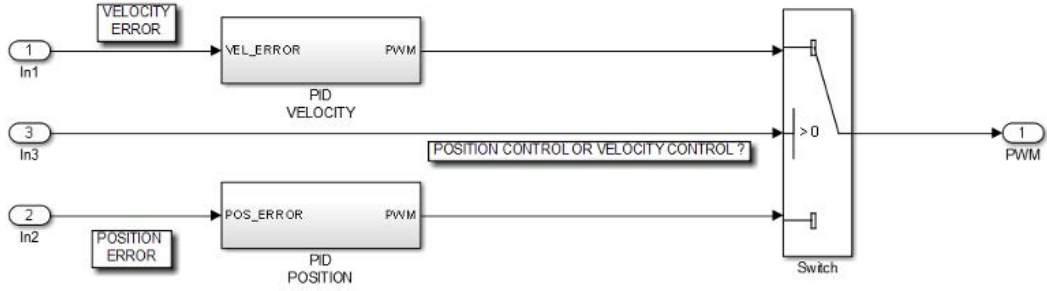 VELOCITY
ERROR
1
In1
VEL_ERROR
PWM
PID
VELOCITY
3
In3
POSITION CONTROL OR VELOCITY CONTROL ?
> 0
1
PWM
2
In2
POS_ERROR
PWM
POSITION
ERROR
PID
POSITION
Switch